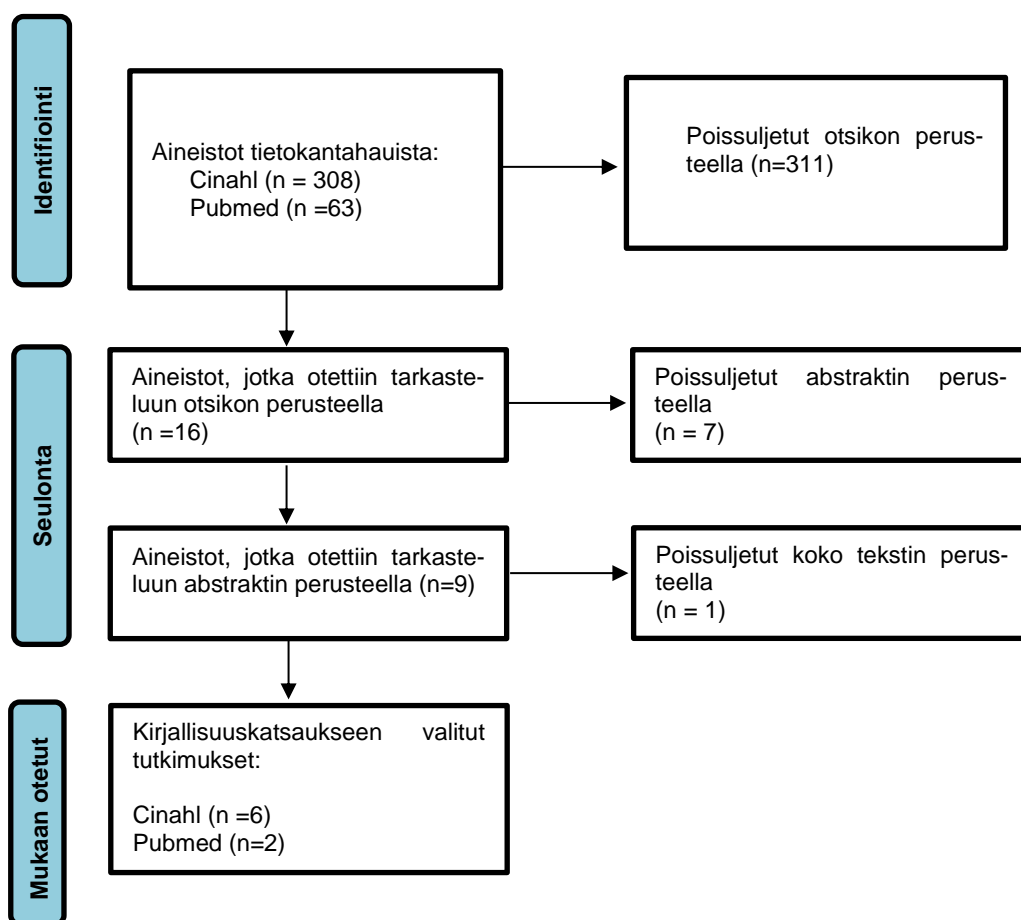 Identifiointi
Aineistot tietokantahauista:
Cinahl (n = 308)
Pubmed (n =63)
Poissuljetut otsikon perus-
teella (n=311)
Seulonta
Aineistot, jotka otettiin tarkaste-
luun otsikon perusteella
(n =16)
Poissuljetut abstraktin perus-
teella
(n = 7)
Aineistot, jotka otettiin tarkaste-
luun abstraktin perusteella (n=9)
Poissuljetut koko tekstin perus-
teella
(n = 1)
Mukaan otetut
Kirjallisuuskatsaukseen valitut
tutkimukset:
Cinahl (n =6)
Pubmed (n=2)